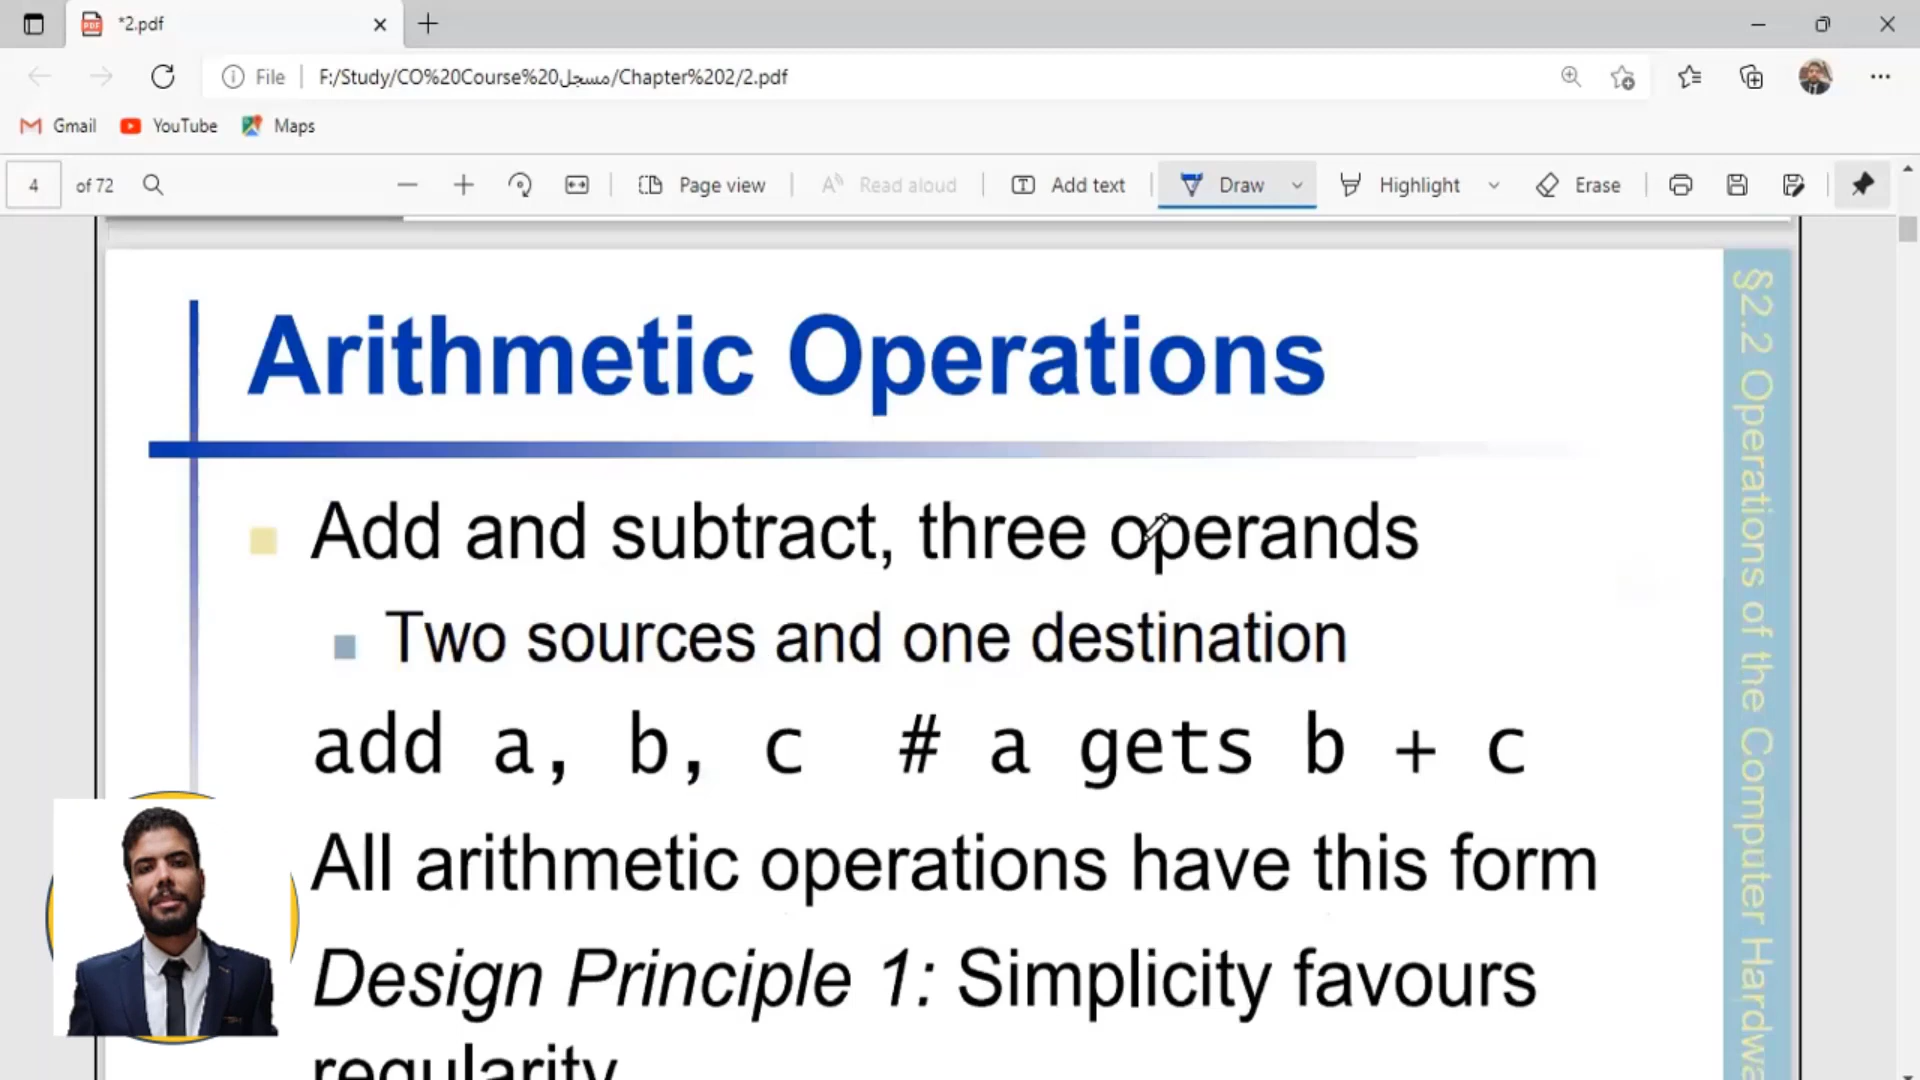 *2.pdf
File F:/Study/CO%20Course%20مسجل/Chapter%202/2.pdf
Gmail YouTube Maps
4 of 72 Page view Read aloud Add text Draw Highlight Erase
Arithmetic Operations
Add and subtract, three operands
Two sources and one destination
add a, b, c # a gets b + c
All arithmetic operations have this form
Design Principle 1: Simplicity favours
regularity
§2.2 Operations of the Computer Hardwa